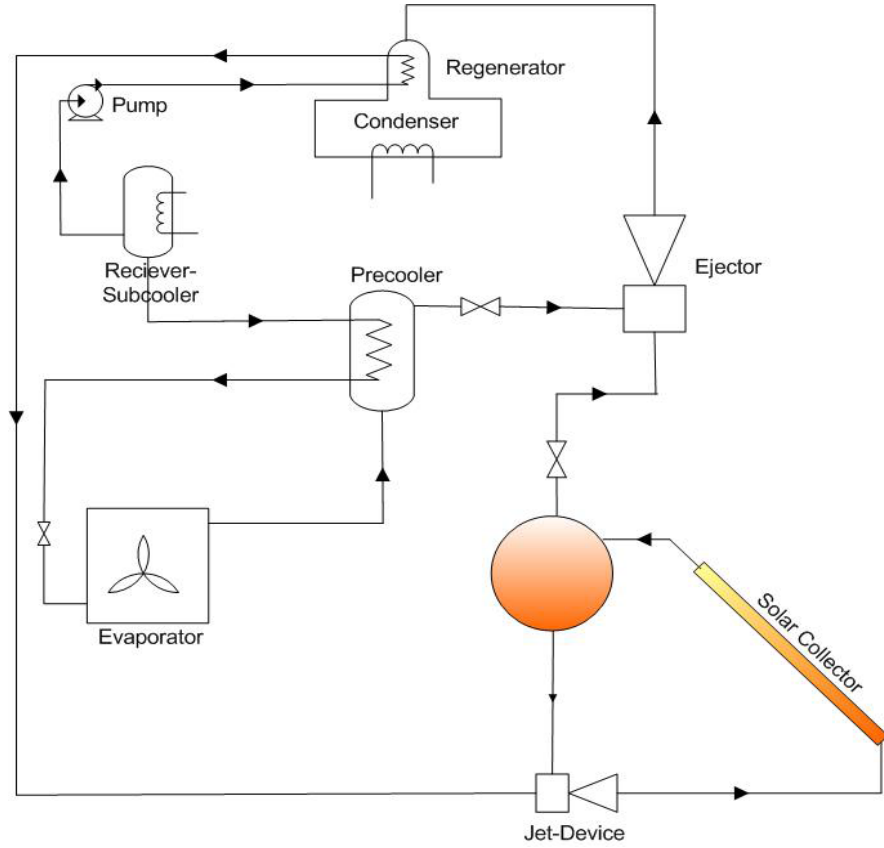 Regenerator
Pump
Condenser
Reciever-
Subcooler
Precooler
Ejector
Evaporator
Solar Collector
Jet-Device